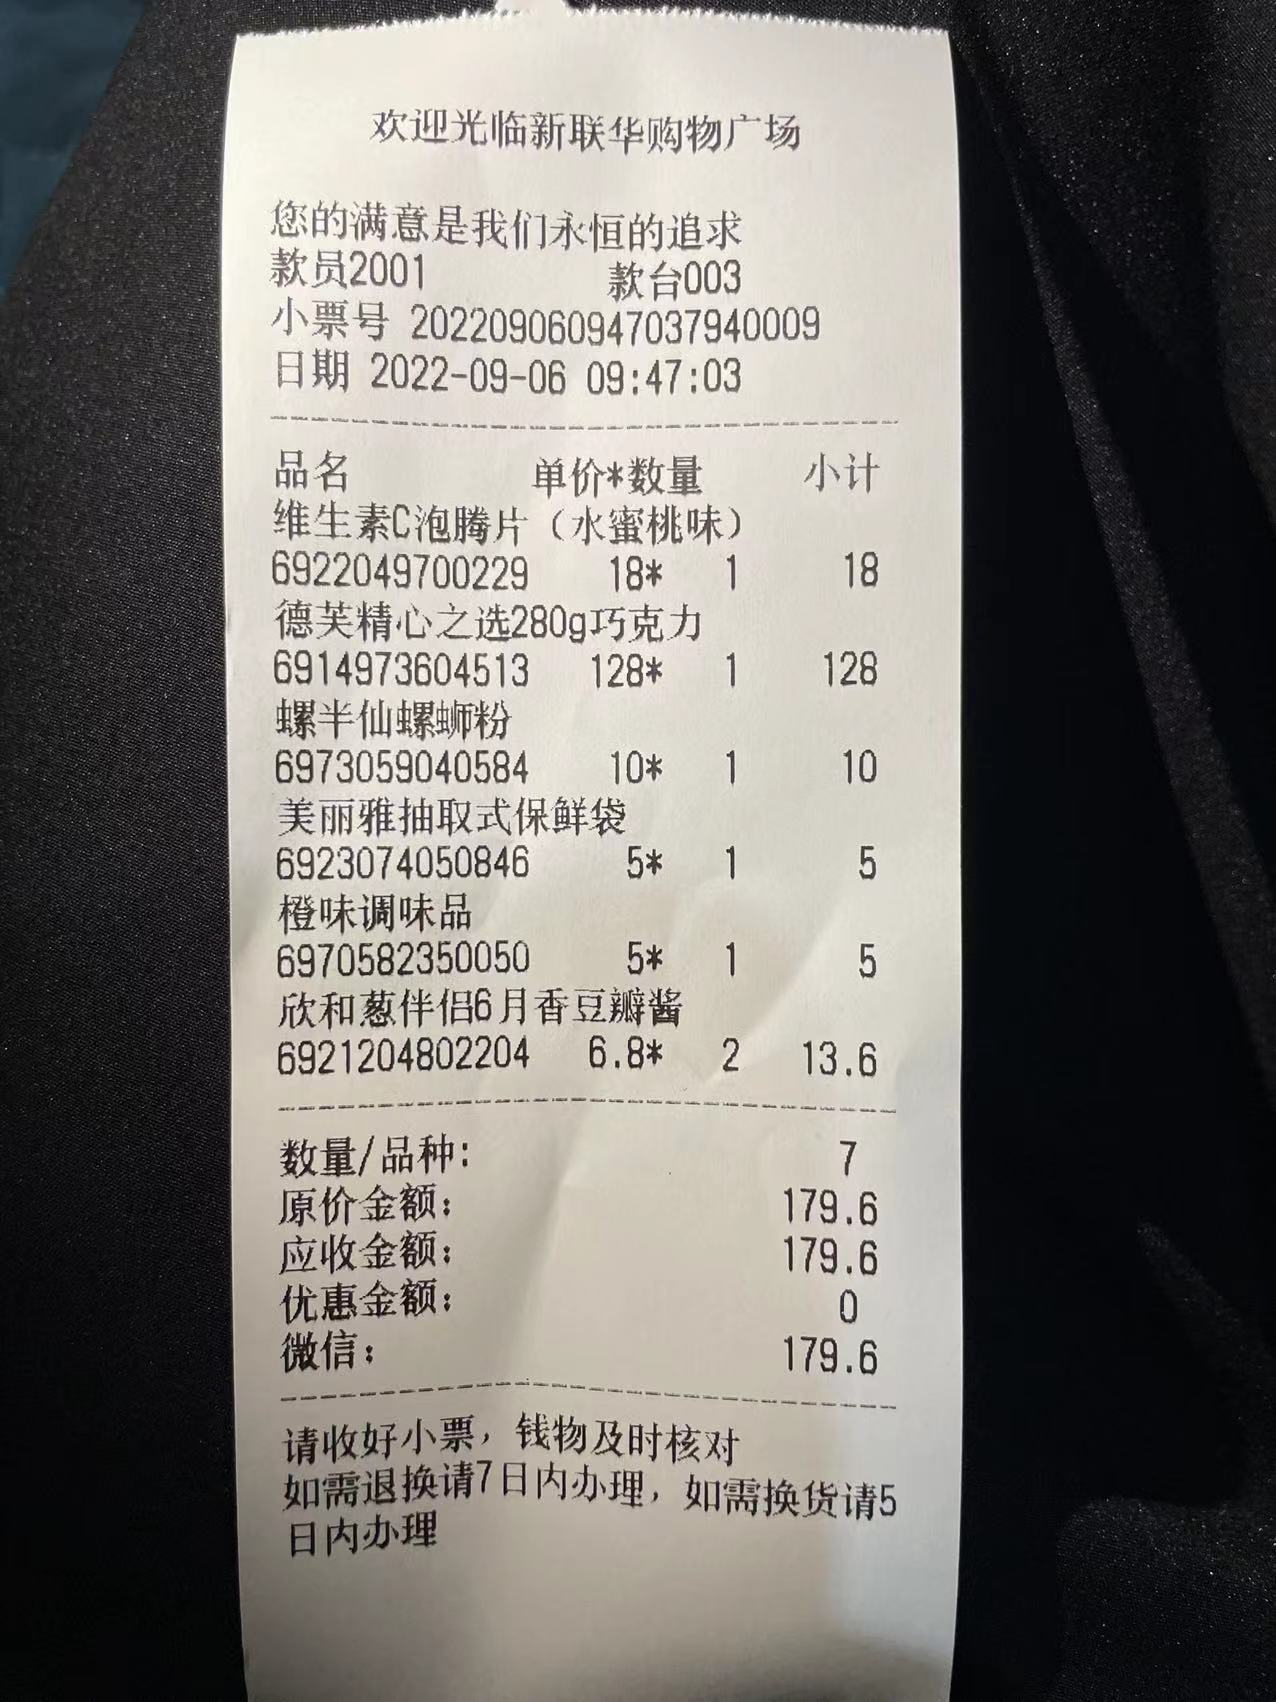 欢迎光临新联华购物广场
您的满意是我们永恒的追求
款员2001 款台003
小票号 202209060947037940009
日期 2022-09-06 09:47:03
品名 单价*数量 小计
维生素C泡腾片（水蜜桃味）
6922049700229 18* 1 18
德芙精心之选280g巧克力
6914973604513 128* 1 128
螺半仙螺蛳粉
6973059040584 10* 1 10
美丽雅抽取式保鲜袋
6923074050846 5* 1 5
橙味调味品
6970582350050 5* 1 5
欣和葱伴侣6月香豆瓣酱
6921204802204 6.8* 2 13.6
数量/品种: 7
原价金额: 179.6
应收金额: 179.6
优惠金额: 0
微信: 179.6
请收好小票，钱物及时核对
如需退换请7日内办理，如需换货请5
日内办理